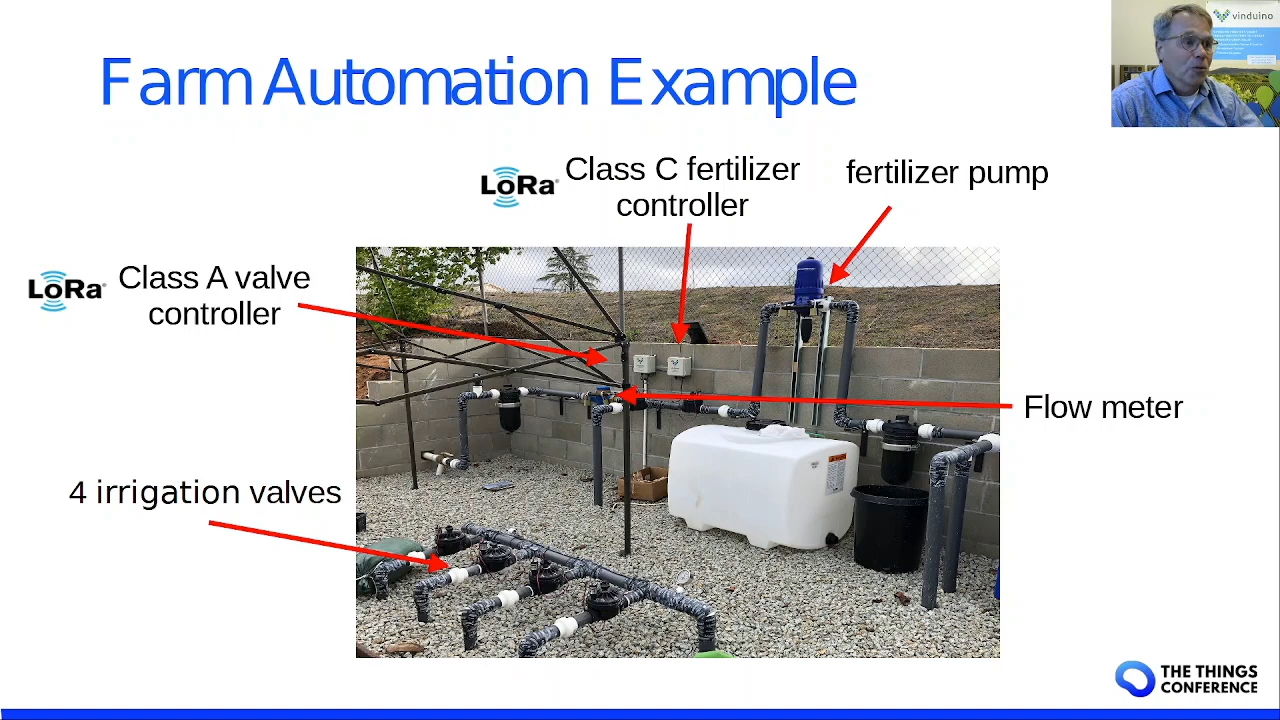 Farm Automation Example
vinduino
LoRa®
Class C fertilizer
controller
fertilizer pump
LoRa®
Class A valve
controller
Flow meter
4 irrigation valves
THE THINGS
CONFERENCE